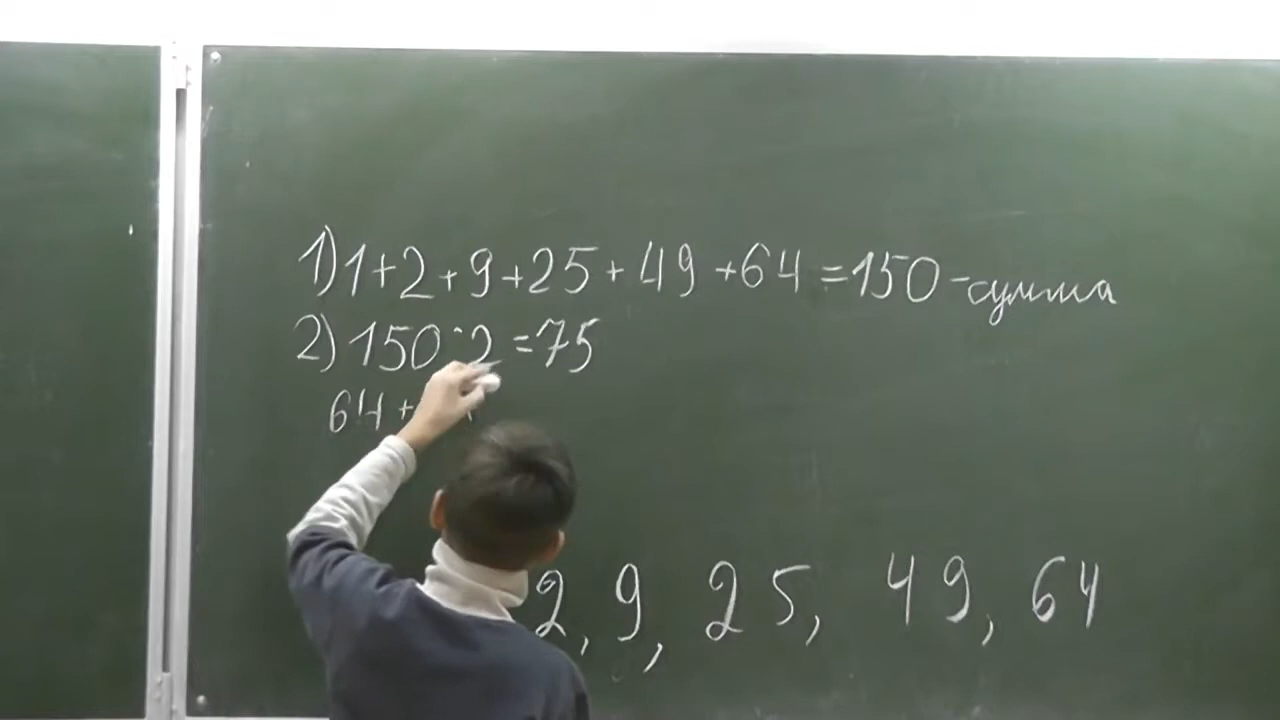 1) 1+2+9+25+49+64=150-сумма
2) 150:2=75
64+
2, 9, 25, 49, 64